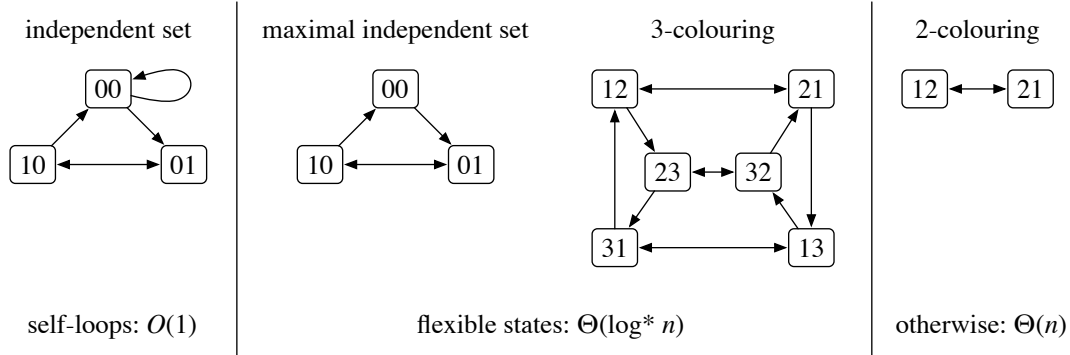 independent set
maximal independent set
3-colouring
2-colouring
00
10
01
00
10
01
12
21
23
32
31
13
12
21
self-loops: O(1)
flexible states: Θ(log* n)
otherwise: Θ(n)